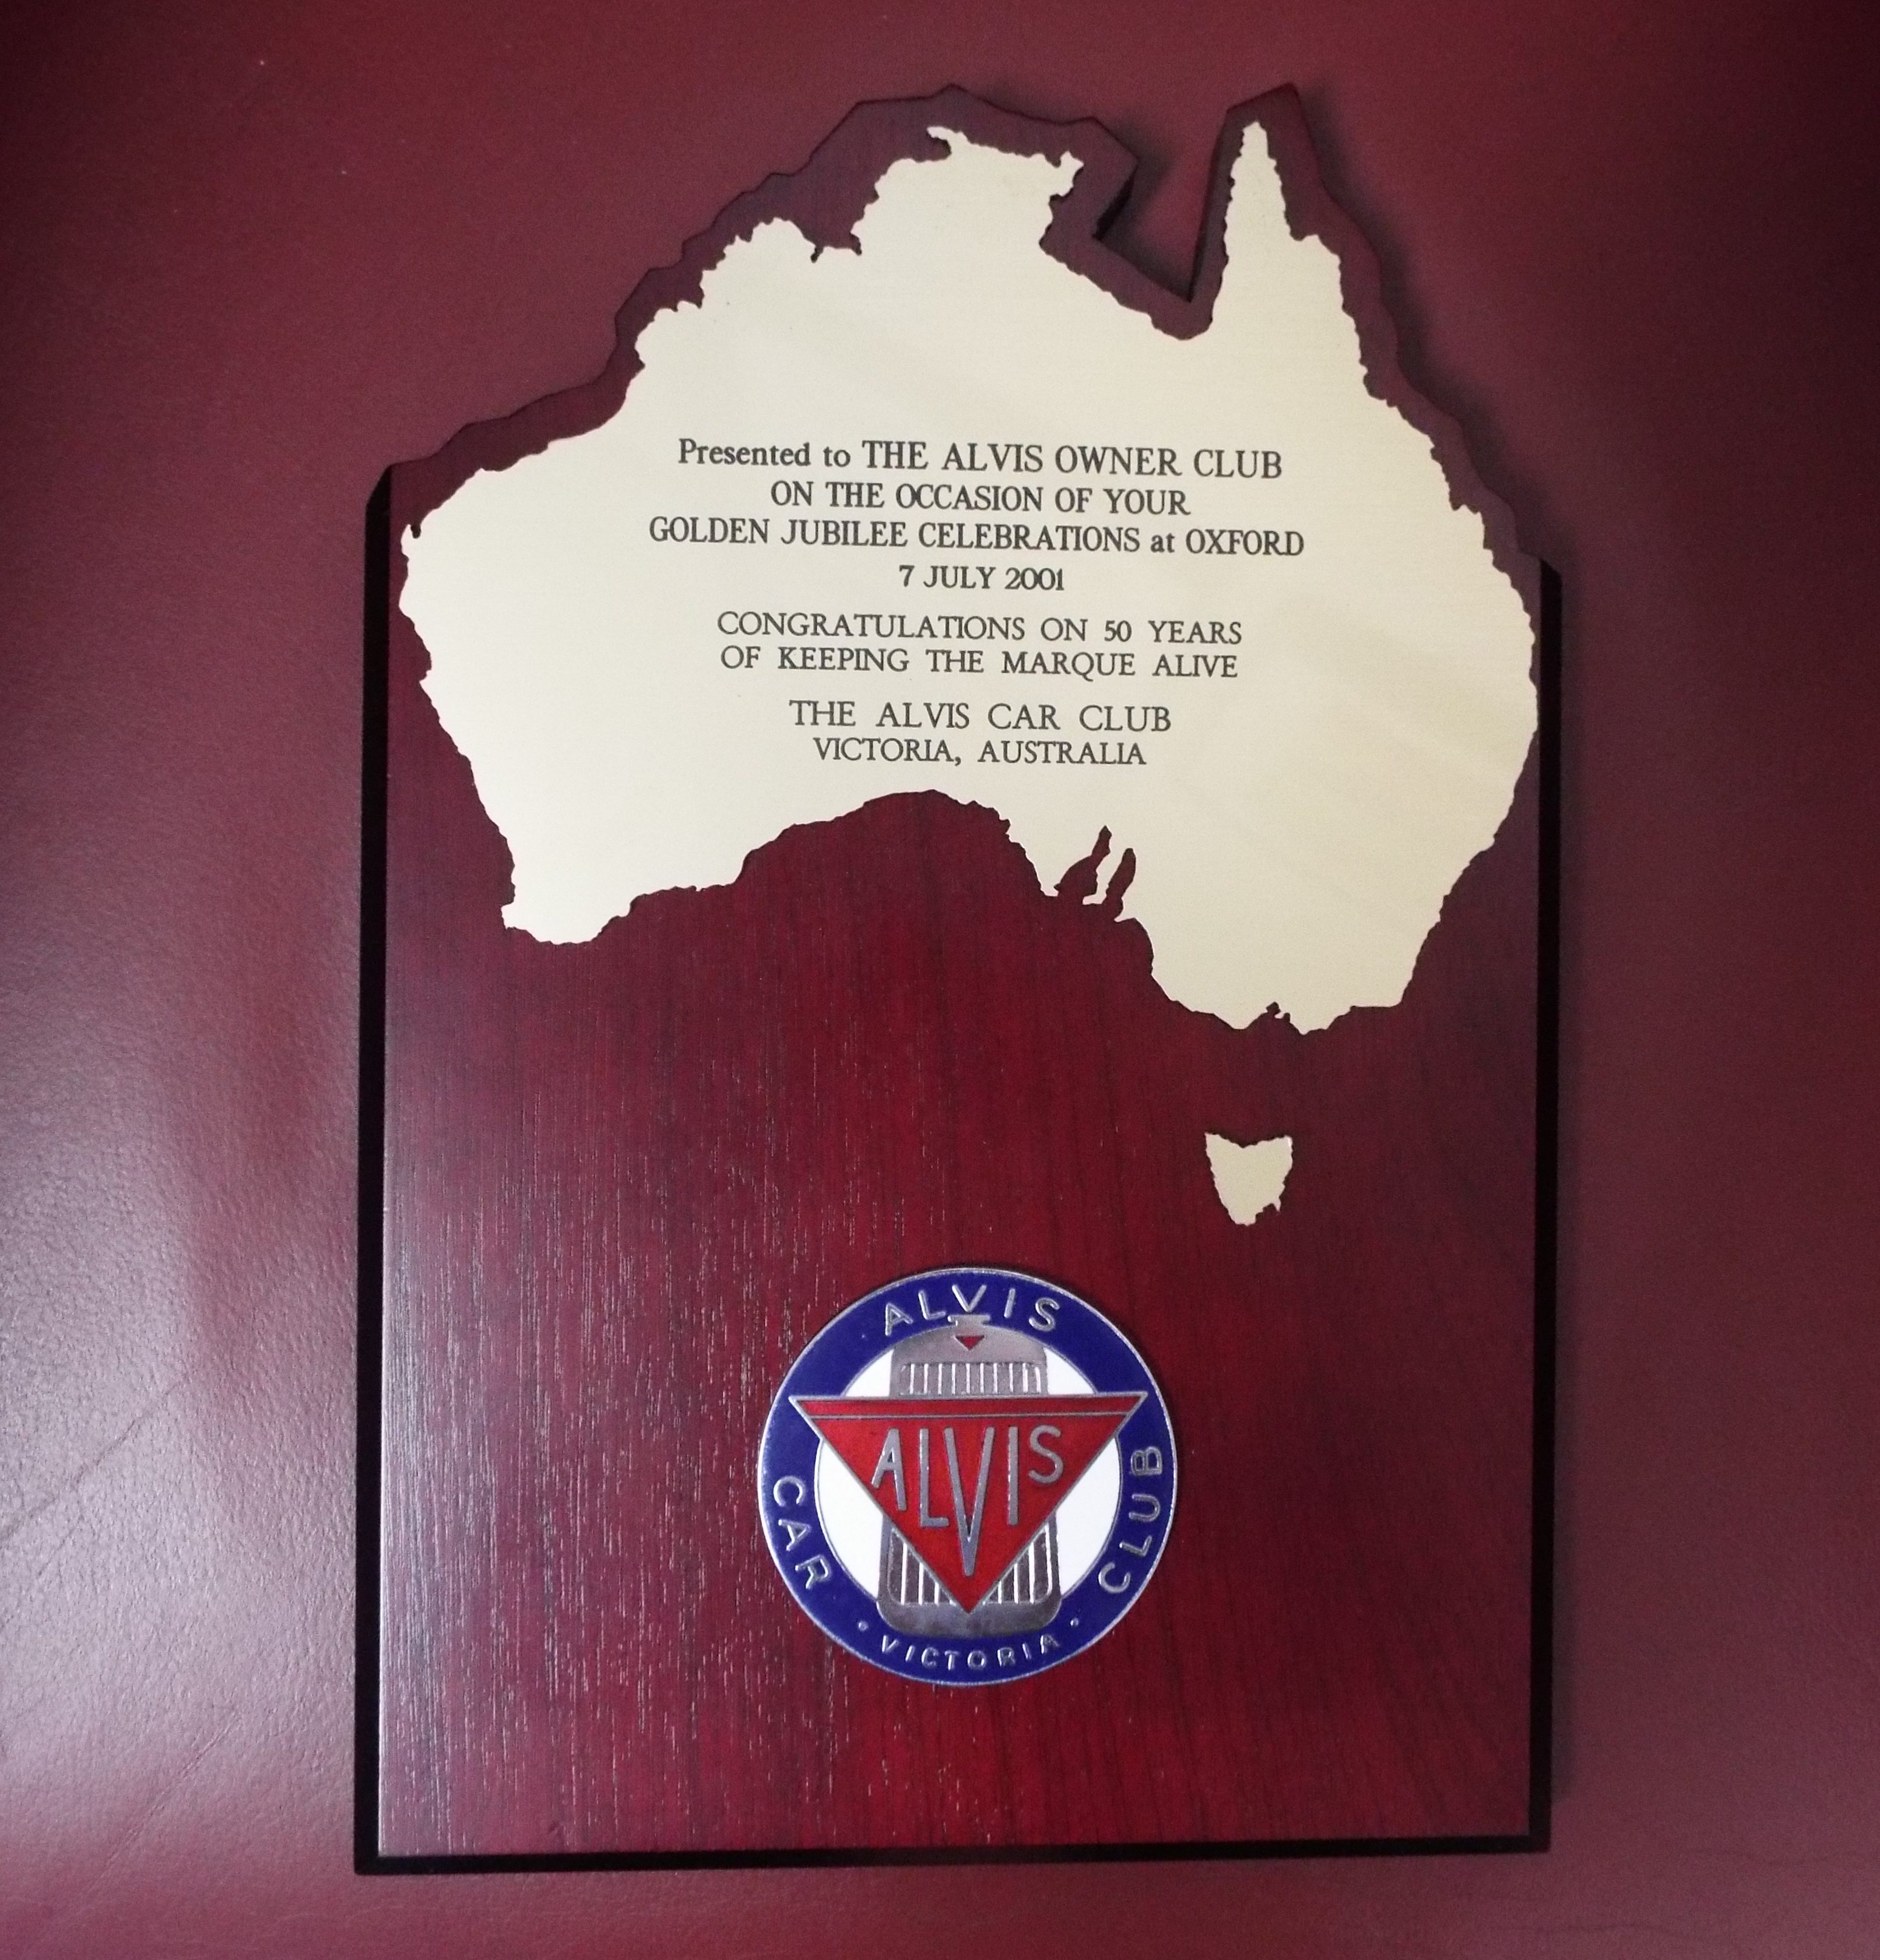 Presented to THE ALVIS OWNER CLUB
ON THE OCCASION OF YOUR
GOLDEN JUBILEE CELEBRATIONS at OXFORD
7 JULY 2001
CONGRATULATIONS ON 50 YEARS
OF KEEPING THE MARQUE ALIVE
THE ALVIS CAR CLUB
VICTORIA, AUSTRALIA
ALVIS
ALVIS
CAR
CLUB
· VICTORIA ·